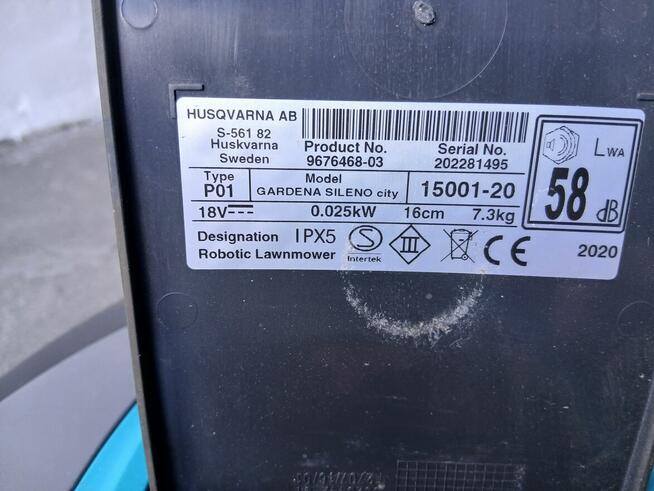 HUSQVARNA AB
S-561 82
Huskvarna
Sweden
Product No.
9676468-03
Serial No.
202281495
Type
P01
Model
GARDENA SILENO city
15001-20
18V
0.025kW
16cm
7.3kg
Designation
Robotic Lawnmower
IPX5
S
Intertek
III
CE
2020
LWA
58
dB